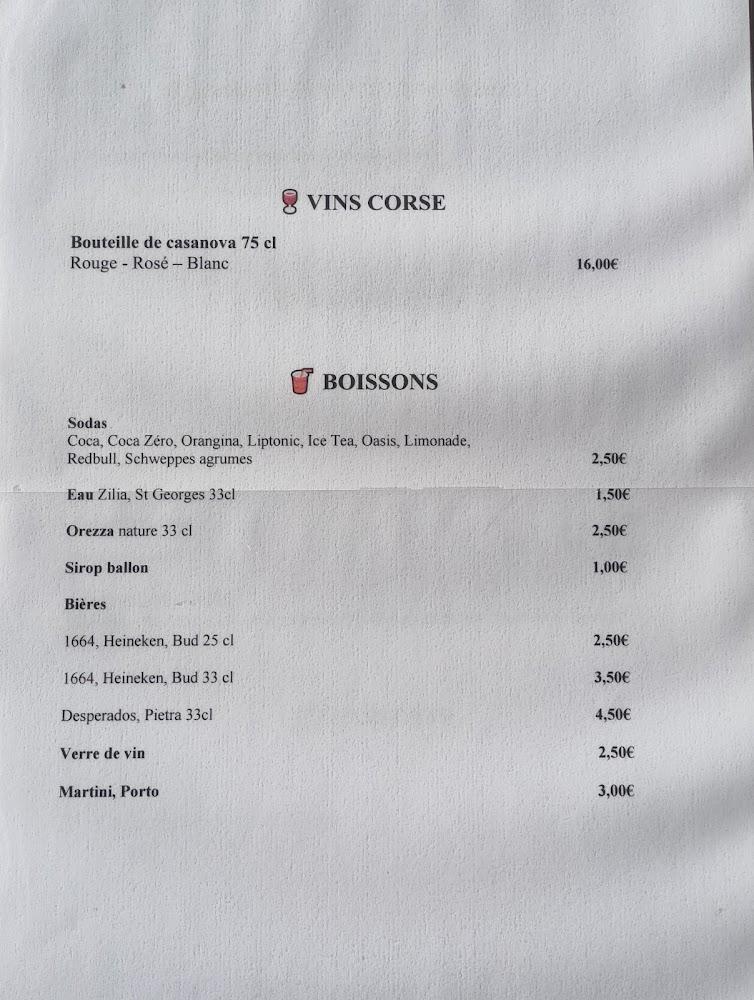 VINS CORSE
Bouteille de casanova 75 cl
Rouge - Rosé – Blanc 16,00€
BOISSONS
Sodas
Coca, Coca Zéro, Orangina, Liptonic, Ice Tea, Oasis, Limonade,
Redbull, Schweppes agrumes 2,50€
Eau Zilia, St Georges 33cl 1,50€
Orezza nature 33 cl 2,50€
Sirop ballon 1,00€
Bières
1664, Heineken, Bud 25 cl 2,50€
1664, Heineken, Bud 33 cl 3,50€
Desperados, Pietra 33cl 4,50€
Verre de vin 2,50€
Martini, Porto 3,00€